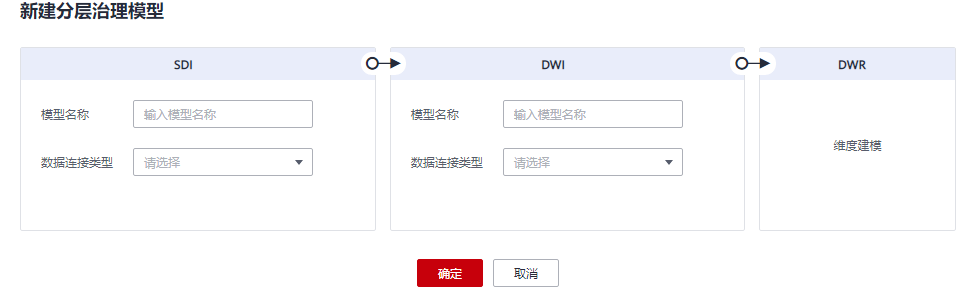 新建分层治理模型
SDI
DWI
DWR
模型名称 输入模型名称
模型名称 输入模型名称
维度建模
数据连接类型 请选择
数据连接类型 请选择
确定 取消